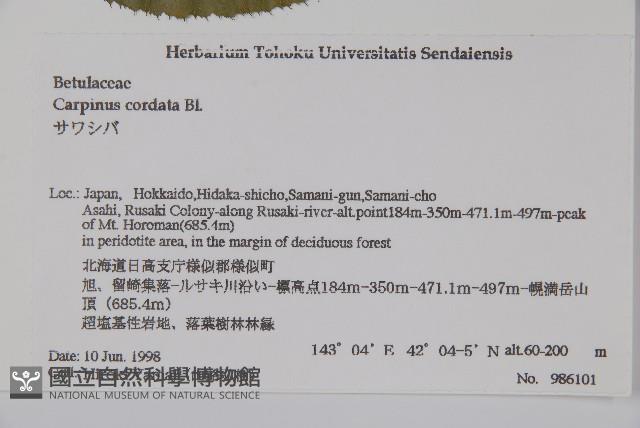 Herbarium Tohoku Universitatis Sendaiensis
Betulaceae
Carpinus cordata Bl.
サワシバ
Loc.: Japan, Hokkaido,Hidaka-shicho,Samani-gun,Samani-cho
Asahi, Rusaki Colony-along Rusaki-river-alt.point184m-350m-471.1m-497m-peak
of Mt. Horoman(685.4m)
in peridotite area, in the margin of deciduous forest
北海道日高支庁様似郡様似町
旭、留崎集落-ルサキ川沿い-標高点184m-350m-471.1m-497m-幌満岳山
頂（685.4m）
超塩基性岩地、落葉樹林林縁
143° 04' E 42° 04-5' N alt.60-200 m
Date: 10 Jun. 1998
No. 986101
國立自然科學博物館
NATIONAL MUSEUM OF NATURAL SCIENCE